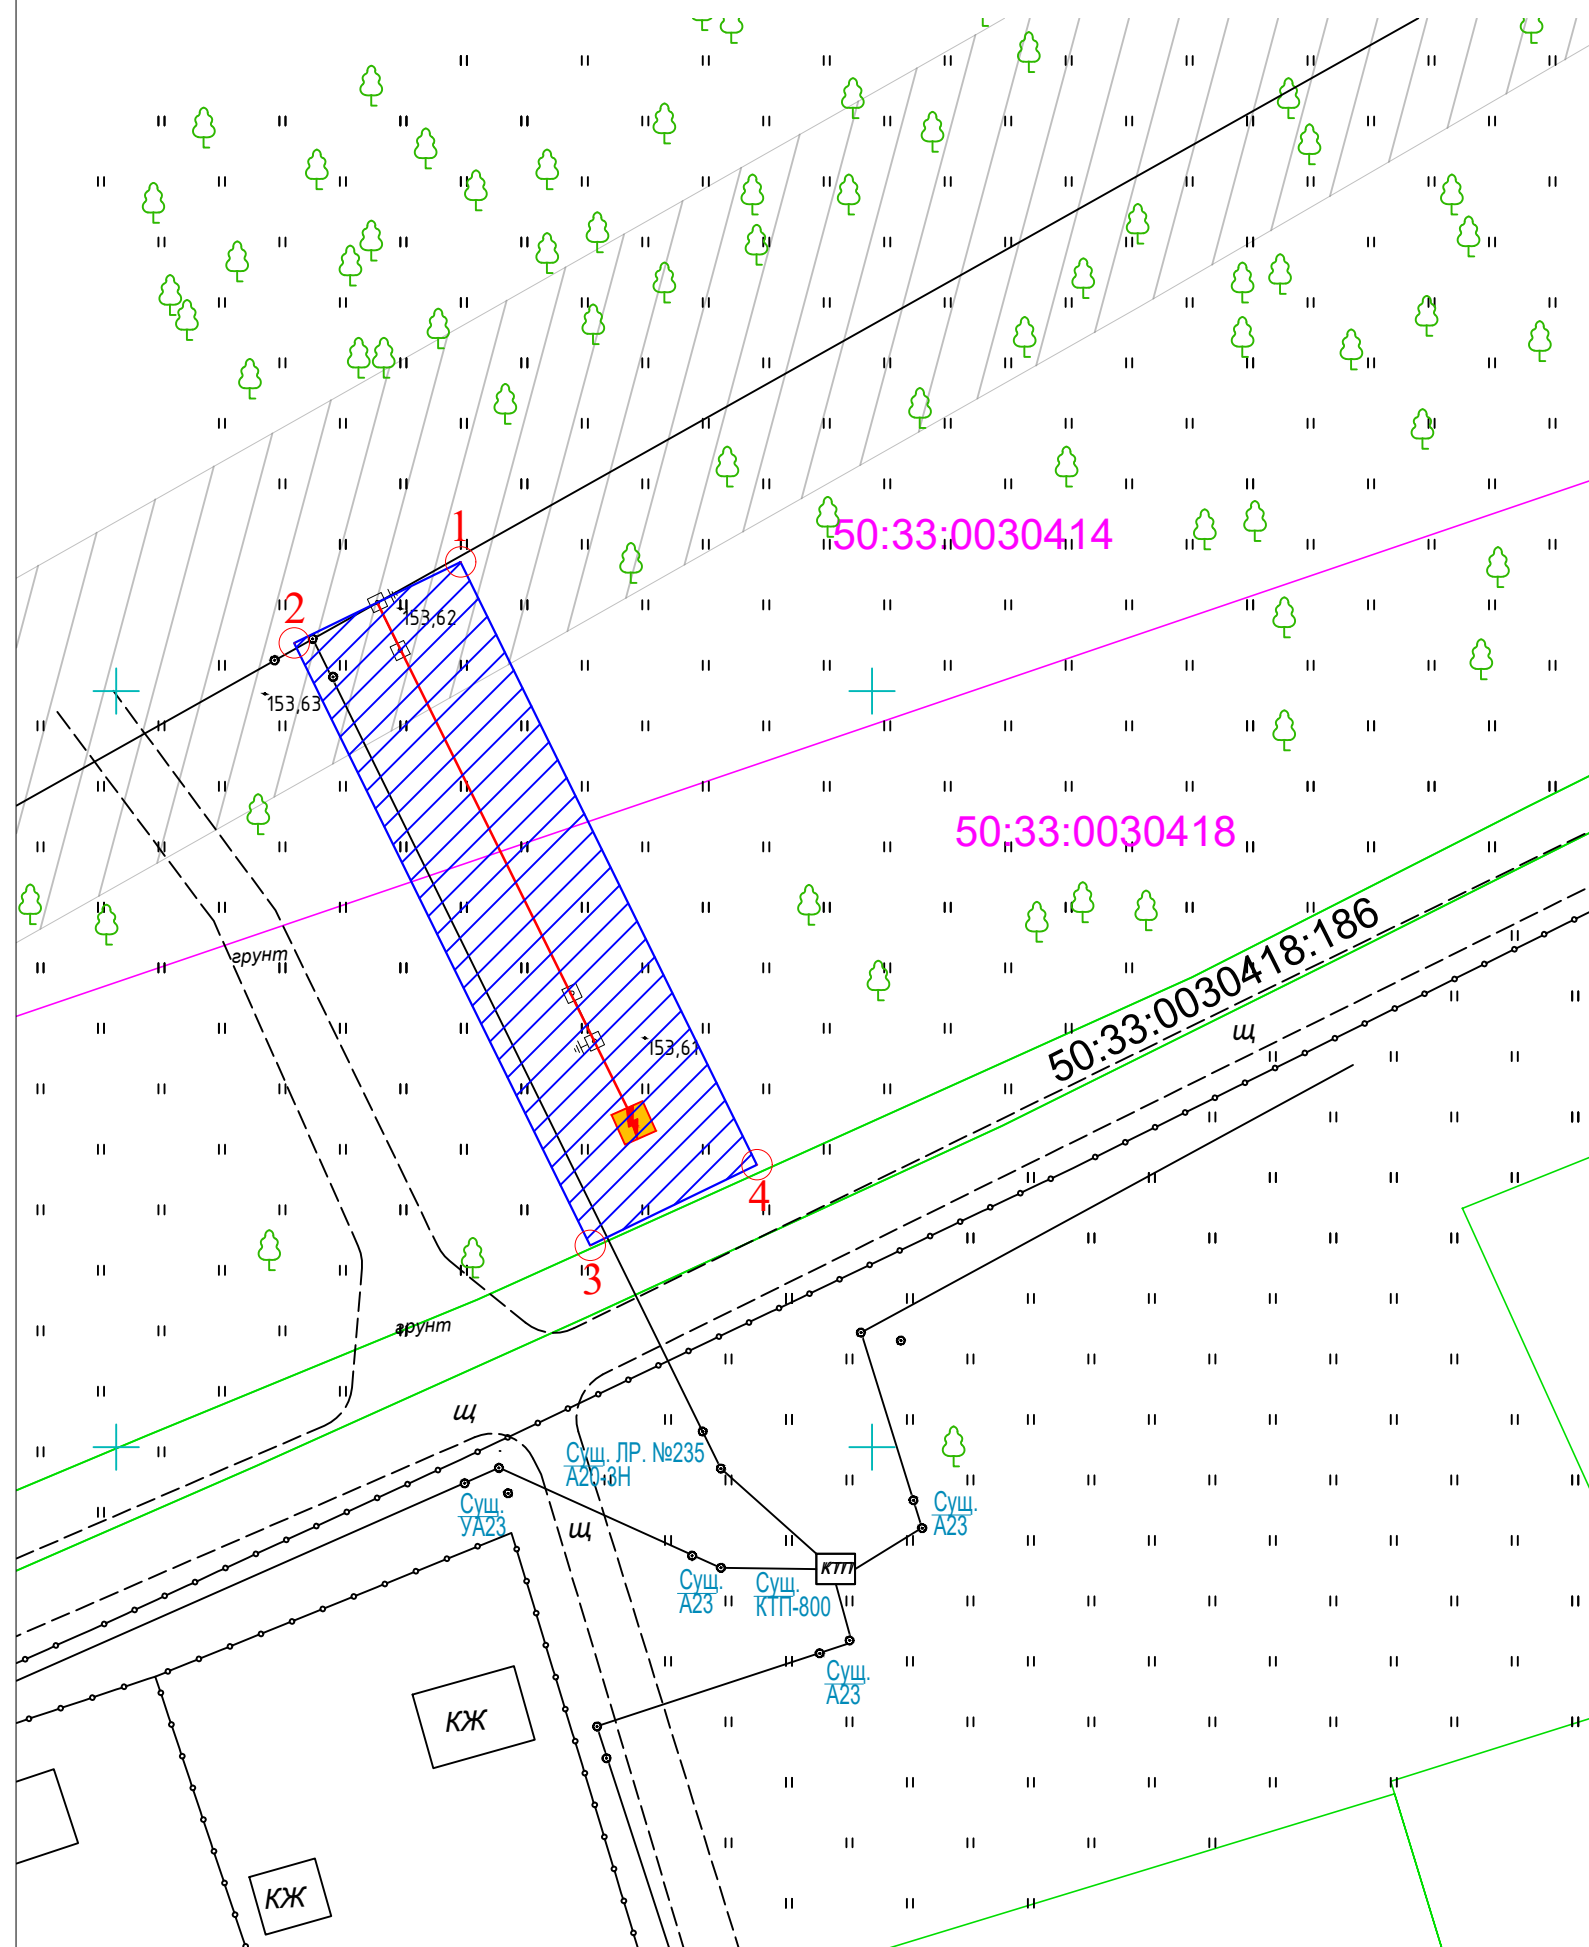 50:33:0030414
1
2
153,62
153,63
50:33:0030418
50:33:0030418:186
грунт
щ
153,61
4
3
грунт
щ
Сущ. ЛР. №235
А20-3Н
Сущ.
УА23
щ
Сущ.
А23
КТП
Сущ.
А23
Сущ.
КТП-800
Сущ.
А23
КЖ
КЖ